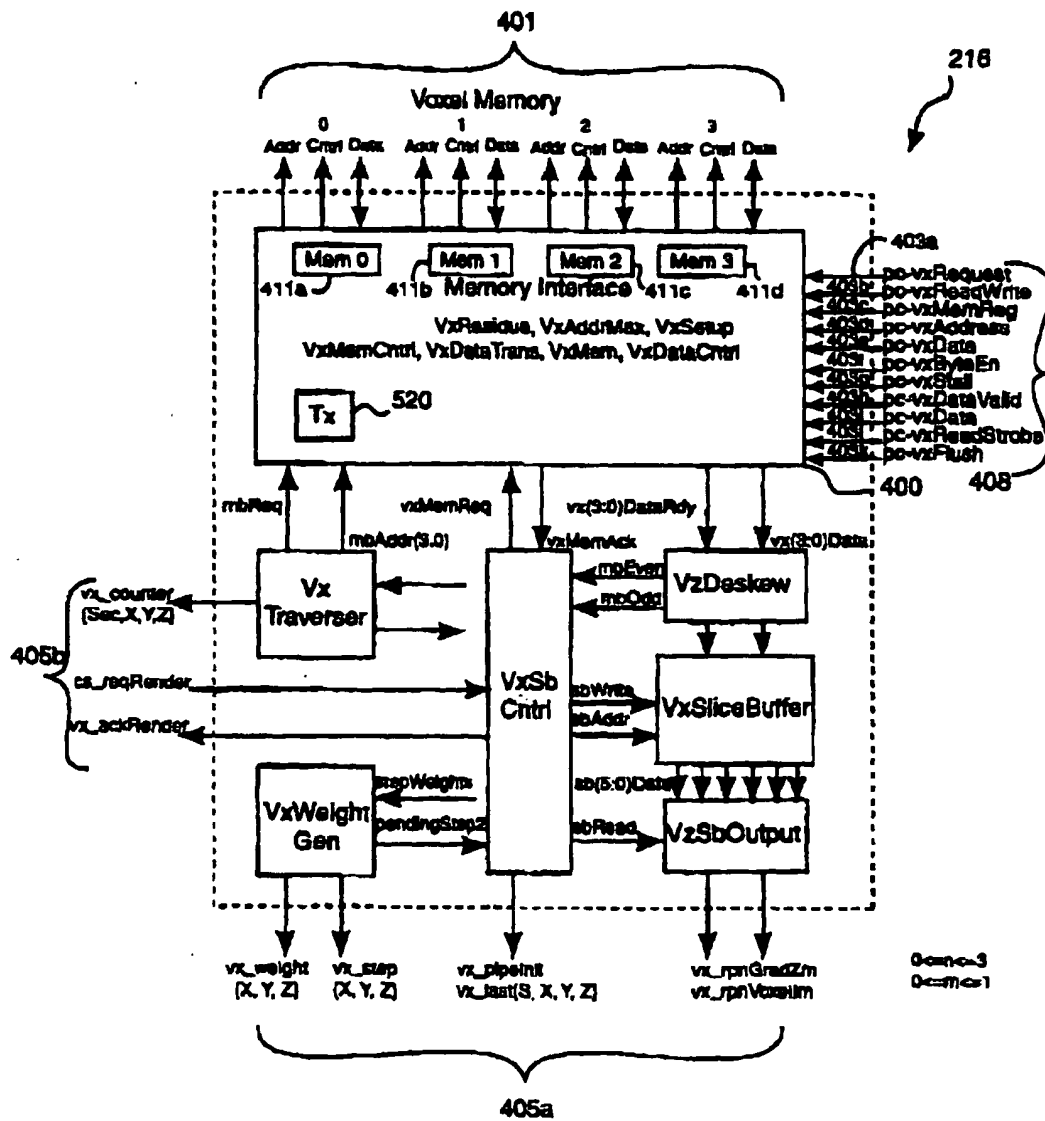 401
216
Voxel Memory
0 1 2 3
Addr Cntrl Data Addr Cntrl Data Addr Cntrl Data Addr Cntrl Data
Mem 0 Mem 1 Mem 2 Mem 3
411a 411b 411c 411d
Memory Interface
VxResidue, VxAddrMax, VxSetup
VxMemCntrl, VxDataTrans, VxMem, VxDataCntrl
Tx
520
403a
pc-vxRequest
403b pc-vxReadWrite
403c pc-vxMemReg
403d pc-vxAddress
403e pc-vxData
pc-vxByteEn
pc-vxStall
pc-vxDataValid
pc-vxData
pc-vxReadStrobe
pc-vxFlush
400
408
mbReq
mbAddr(3.0)
vxMemReq
vxMemAck
vx(3:0)DataRdy
vx(3:0)Data
Vx
Traverser
mbEven
mbOdd
VzDeskew
vx_counter
{Sec,X,Y,Z}
405b
cs_reqRender
vx_ackRender
VxSb
Cntrl
sbWrite
sbAddr
VxSliceBuffer
sb(5:0)Data
VxWeight
Gen
stepWeights
pendingStepZ
sbRead
VzSbOutput
vx_weight
{X, Y, Z}
vx_step
{X, Y, Z}
vx_pipeInit
vx_last{S, X, Y, Z}
vx_rpnGradZm
vx_rpnVoxelm
0<=n<=3
0<=m<=1
405a